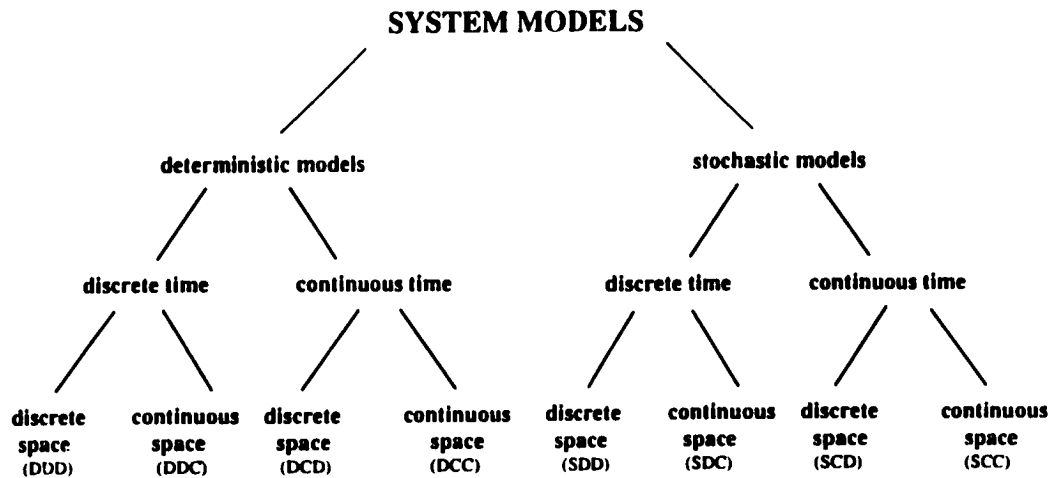 SYSTEM MODELS
deterministic models
stochastic models
discrete time
continuous time
discrete time
continuous time
discrete
space
(DDD)
continuous
space
(DDC)
discrete
space
(DCD)
continuous
space
(DCC)
discrete
space
(SDD)
continuous
space
(SDC)
discrete
space
(SCD)
continuous
space
(SCC)